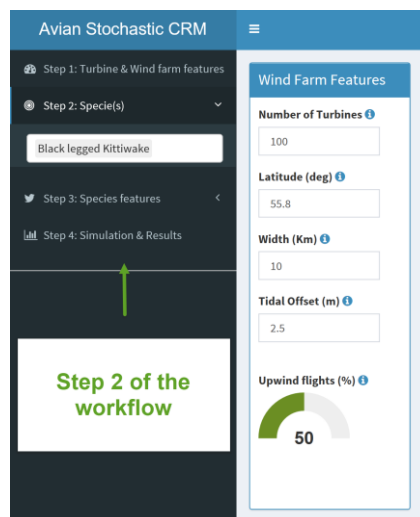 Avian Stochastic CRM
Step 1: Turbine & Wind farm features
Step 2: Specie(s)
Black legged Kittiwake
Step 3: Species features
Step 4: Simulation & Results
Step 2 of the
workflow
Wind Farm Features
Number of Turbines
100
Latitude (deg)
55.8
Width (Km)
10
Tidal Offset (m)
2.5
Upwind flights (%)
50